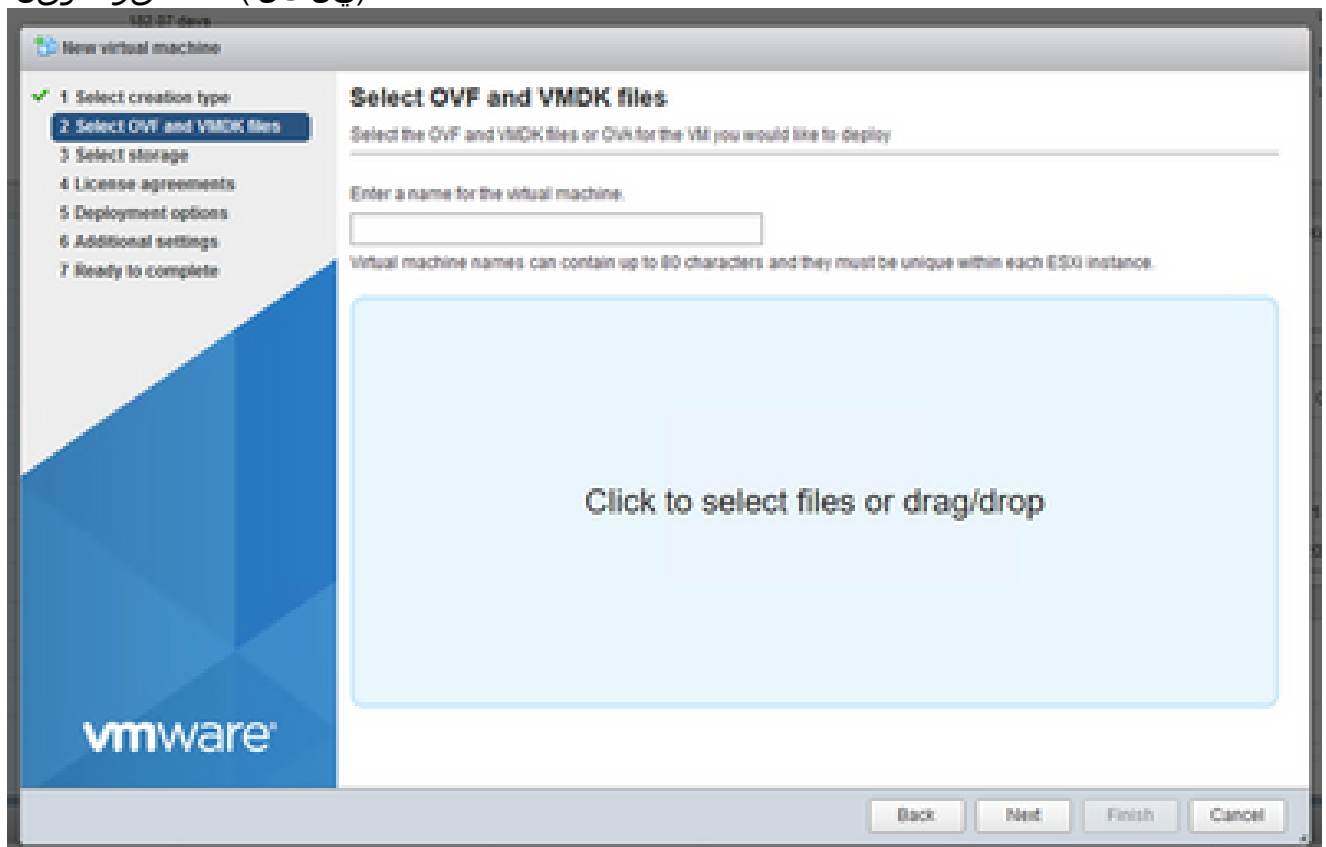 182.07 days
New virtual machine
1 Select creation type
2 Select OVF and VMDK files
3 Select storage
4 License agreements
5 Deployment options
6 Additional settings
7 Ready to complete
Select OVF and VMDK files
Select the OVF and VMDK files or OVA for the VM you would like to deploy
Enter a name for the virtual machine.
Virtual machine names can contain up to 80 characters and they must be unique within each ESXi instance.
Click to select files or drag/drop
vmware
Back
Next
Finish
Cancel